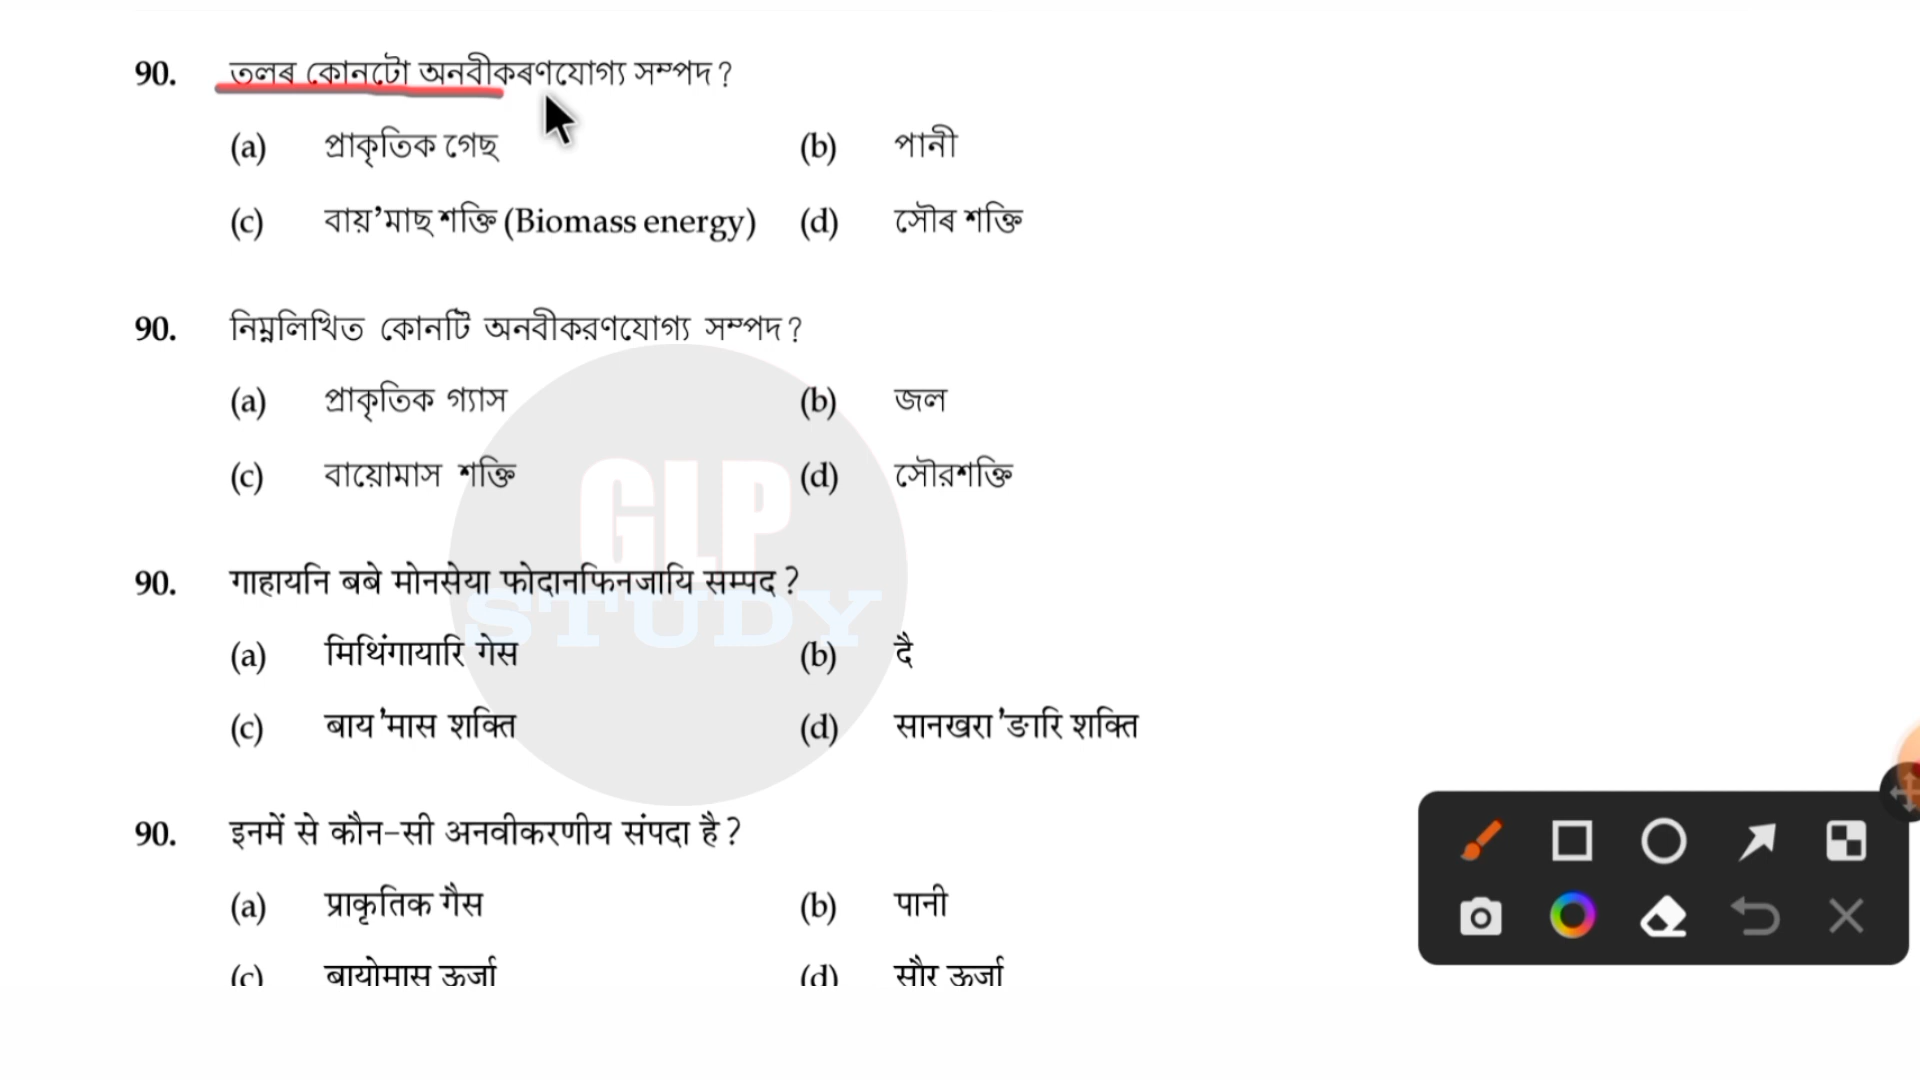 90. তলৰ কোনটো অনবীকৰণযোগ্য সম্পদ ?
(a) প্ৰাকৃতিক গেছ (b) পানী
(c) বায়'মাছ শক্তি (Biomass energy) (d) সৌৰ শক্তি
90. নিম্নলিখিত কোনটি অনবীকরণযোগ্য সম্পদ ?
(a) প্রাকৃতিক গ্যাস (b) জল
(c) বায়োমাস শক্তি (d) সৌরশক্তি
GLP
STUDY
90. गाहायनि बबे मोनसेया फोदानफिनजायि सम्पद ?
(a) मिथिंगायारि गेस (b) दै
(c) बाय'मास शक्ति (d) सानखरा'ङारि शक्ति
90. इनमें से कौन-सी अनवीकरणीय संपदा है ?
(a) प्राकृतिक गैस (b) पानी
(c) बायोमास ऊर्जा (d) सौर ऊर्जा